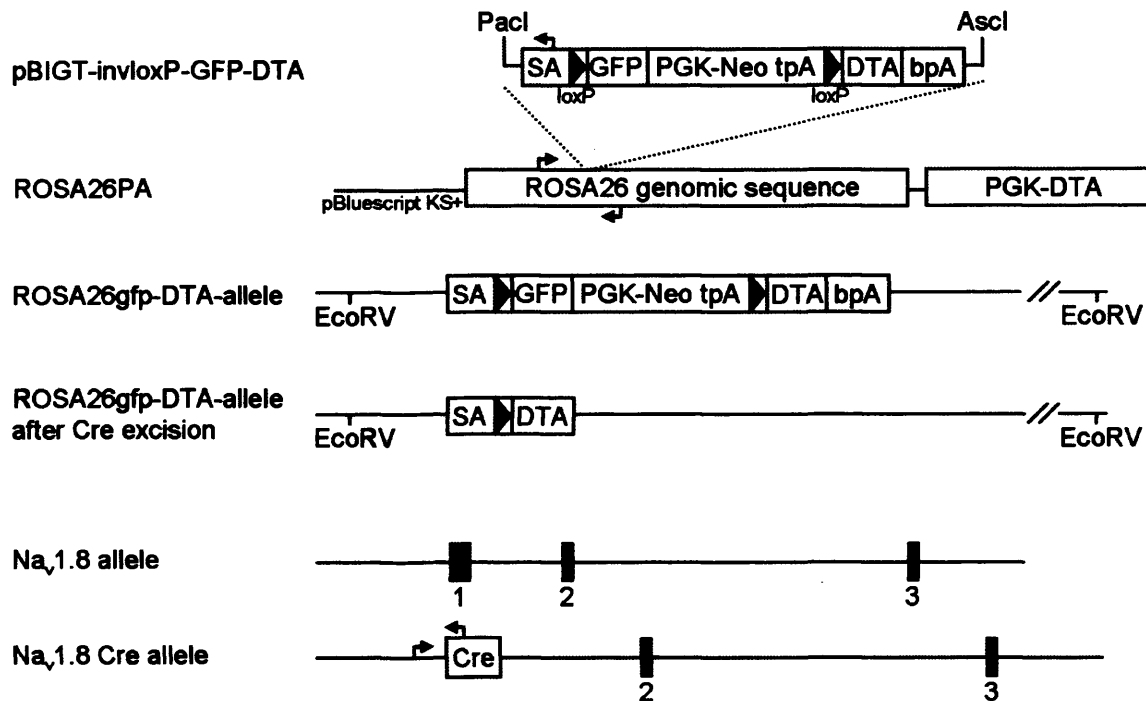 PacI AscI
pBIGT-invloxP-GFP-DTA SA GFP PGK-Neo tpA DTA bpA
loxP loxP
ROSA26PA ROSA26 genomic sequence PGK-DTA
pBluescript KS+
ROSA26gfp-DTA-allele SA GFP PGK-Neo tpA DTA bpA
EcoRV // EcoRV
ROSA26gfp-DTA-allele
after Cre excision SA DTA
EcoRV // EcoRV
Nav1.8 allele
1 2 3
Nav1.8 Cre allele Cre
2 3